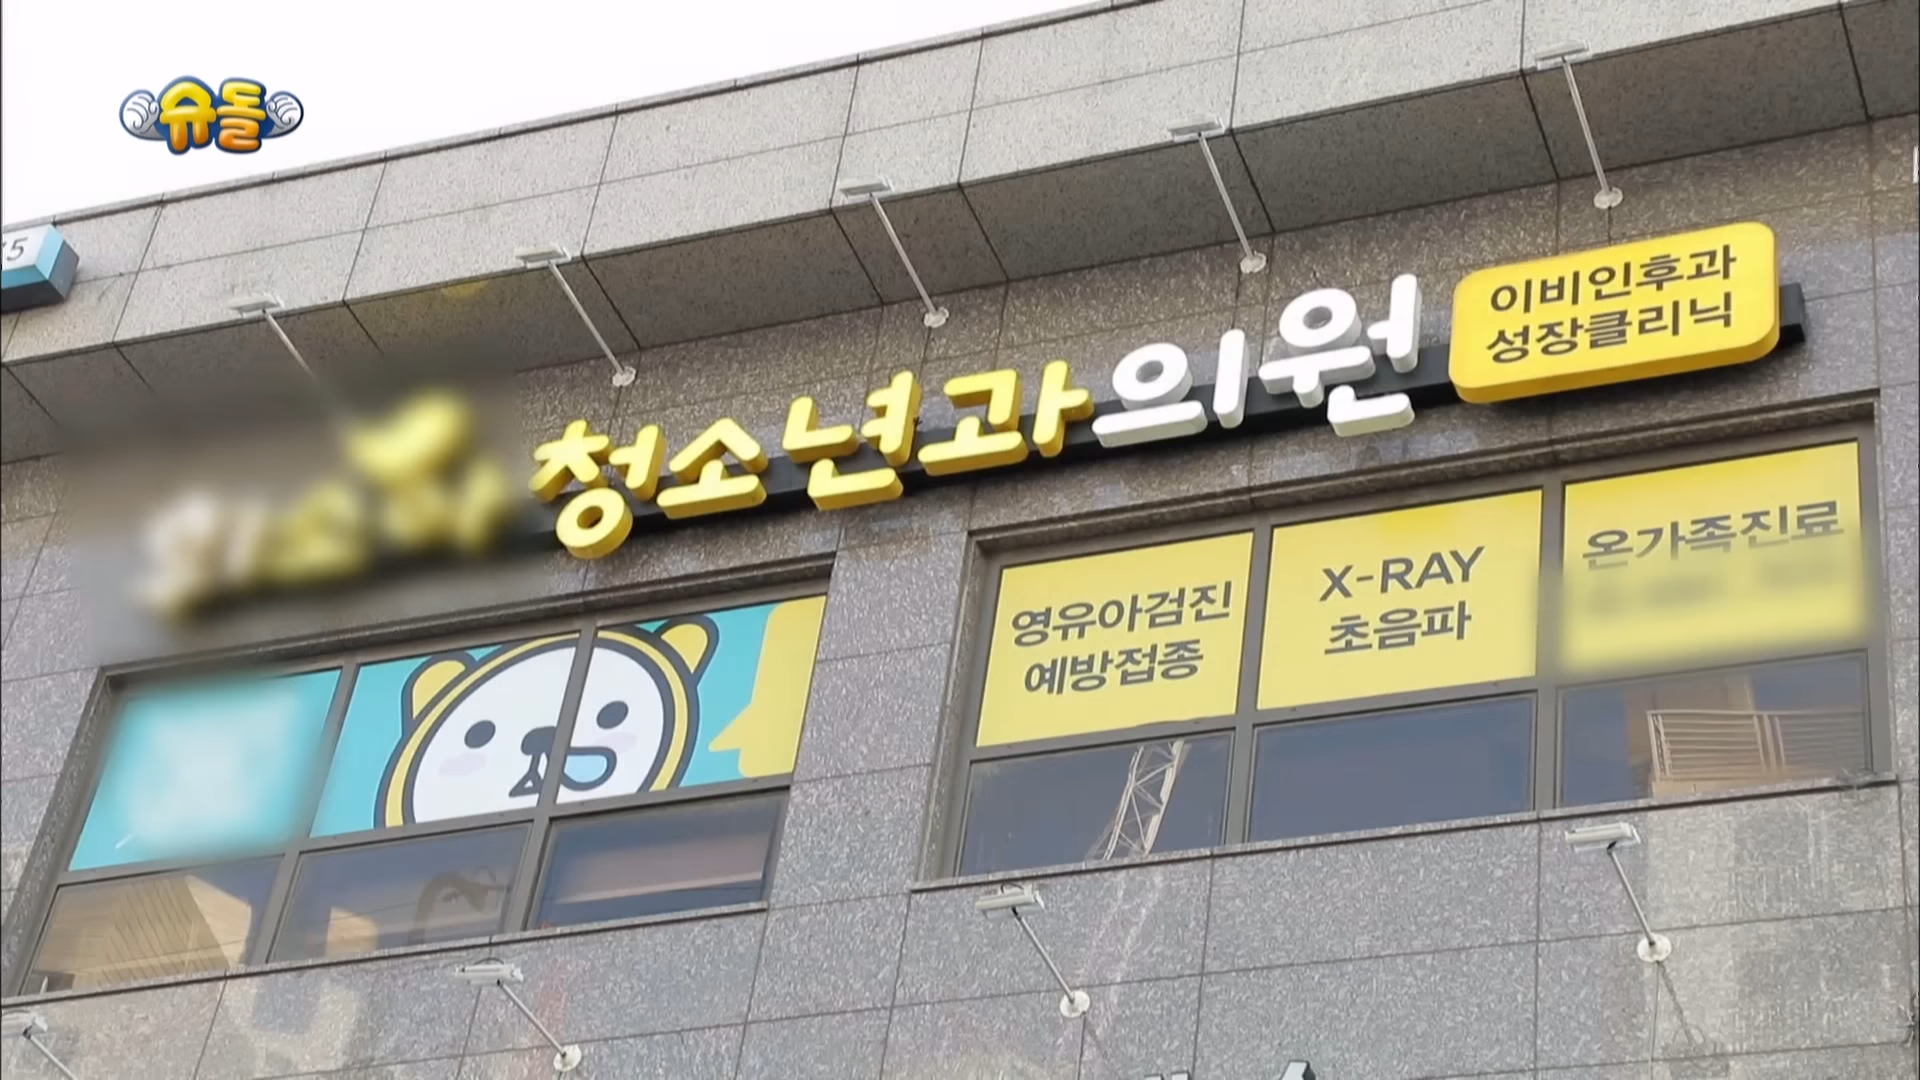 슈돌
5
청소년과의원
이비인후과
성장클리닉
영유아검진
예방접종
X-RAY
초음파
온가족진료